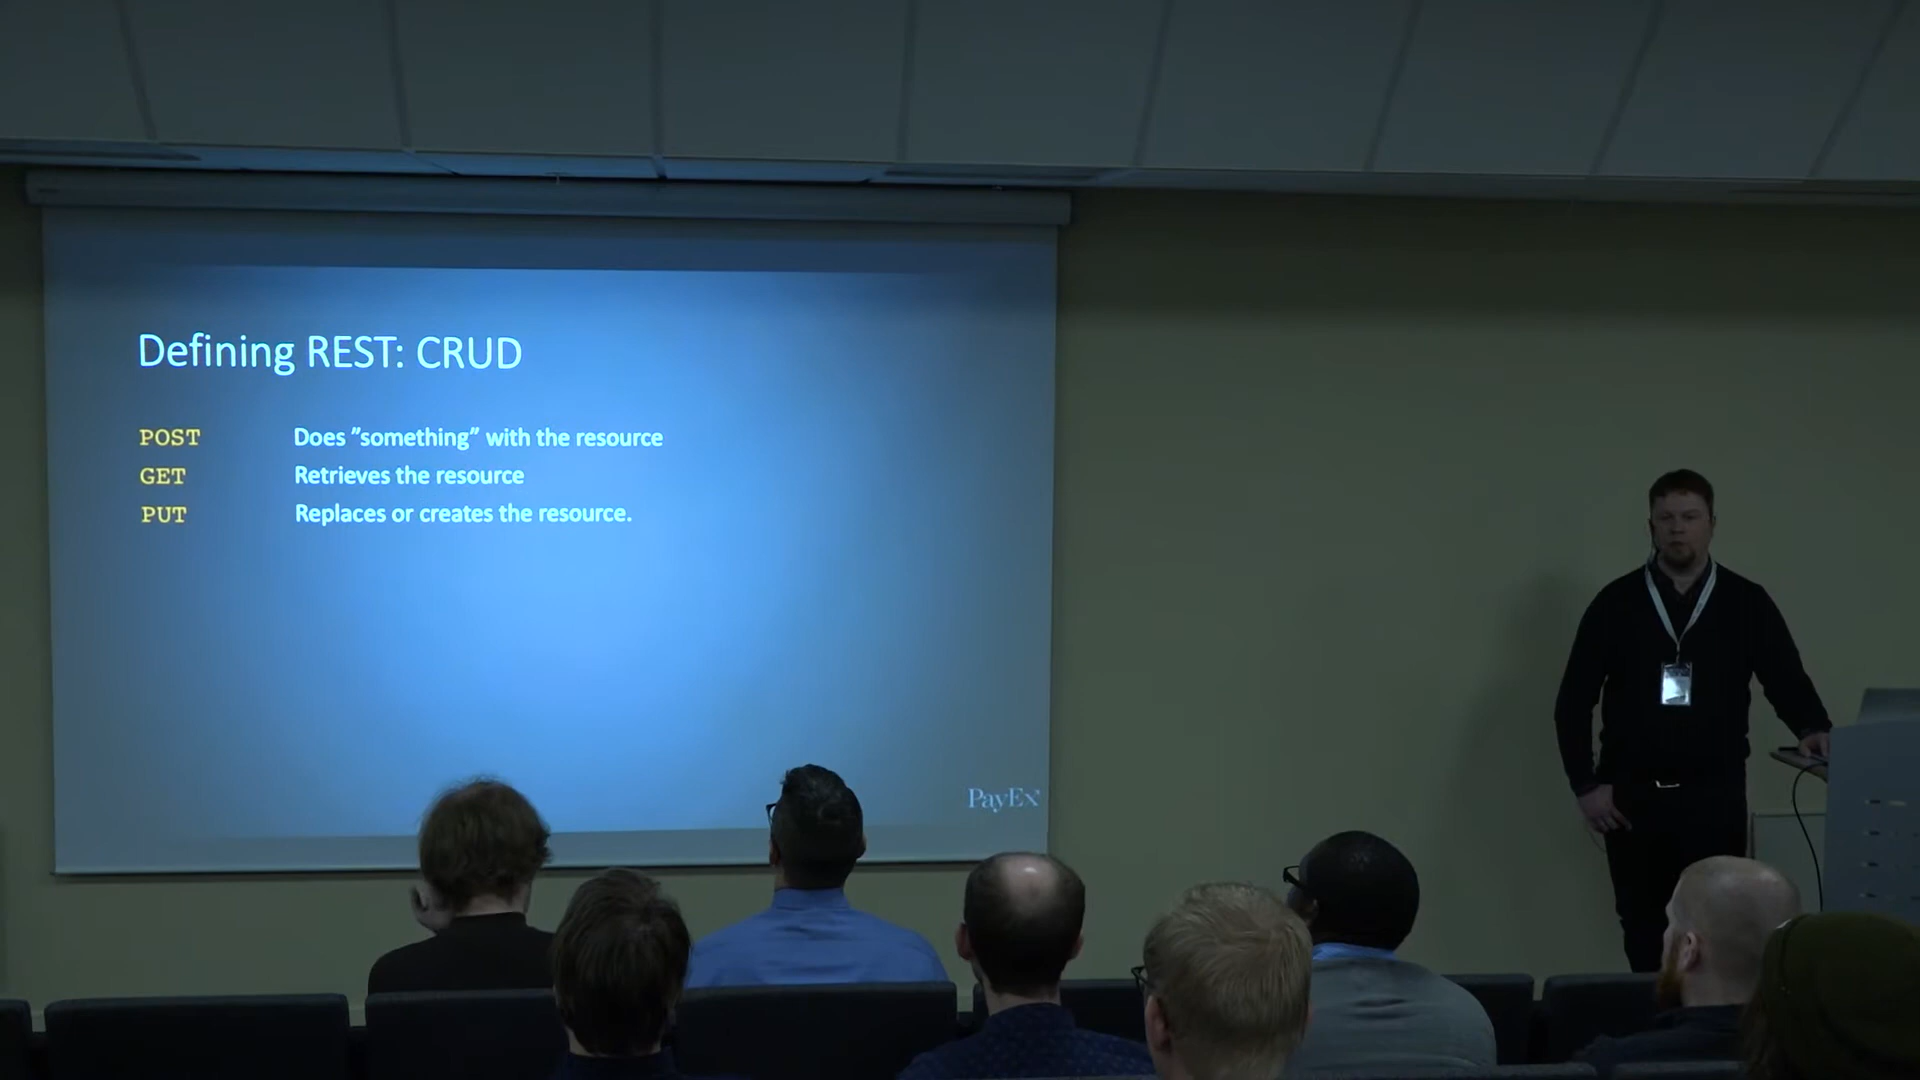 Defining REST: CRUD
POST Does ”something” with the resource
GET Retrieves the resource
PUT Replaces or creates the resource.
PayEx